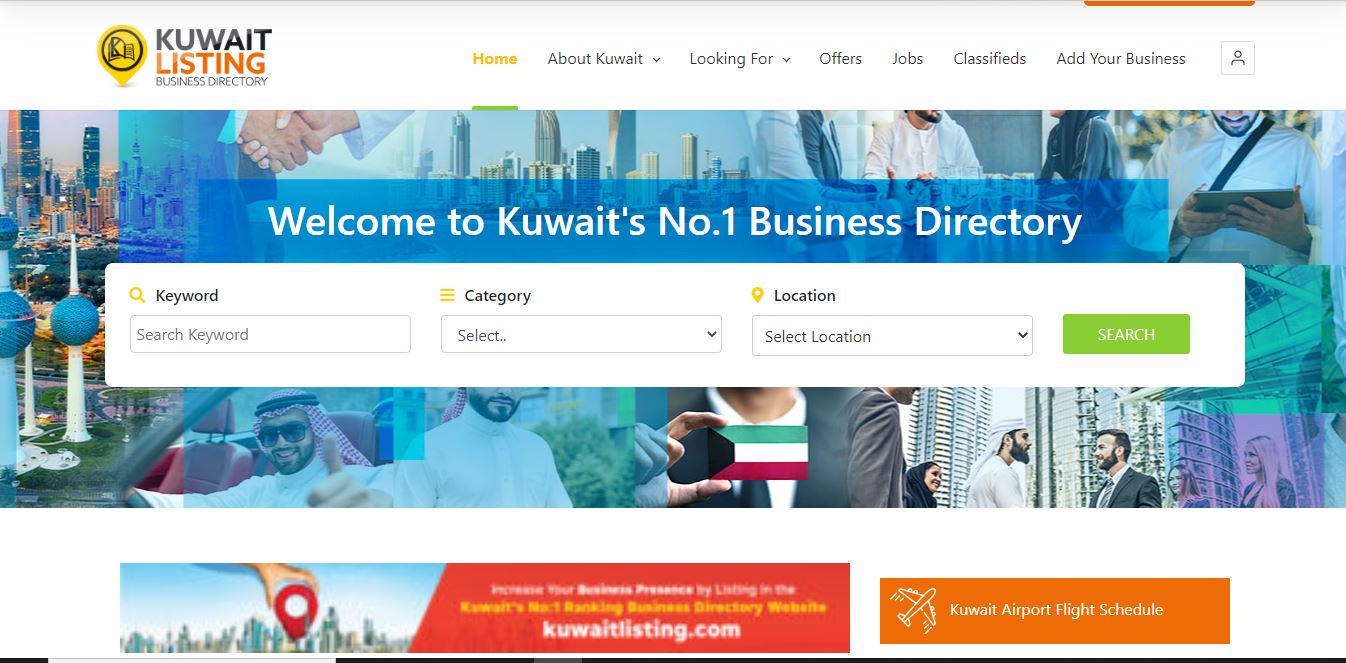 KUWAIT
LISTING
BUSINESS DIRECTORY
Home About Kuwait Looking For Offers Jobs Classifieds Add Your Business
Welcome to Kuwait's No.1 Business Directory
Keyword Category Location
Search Keyword Select.. Select Location SEARCH
Increase Your Business Presence by Listing in the
Kuwait's No:1 Ranking Business Directory Website
kuwaitlisting.com
Kuwait Airport Flight Schedule